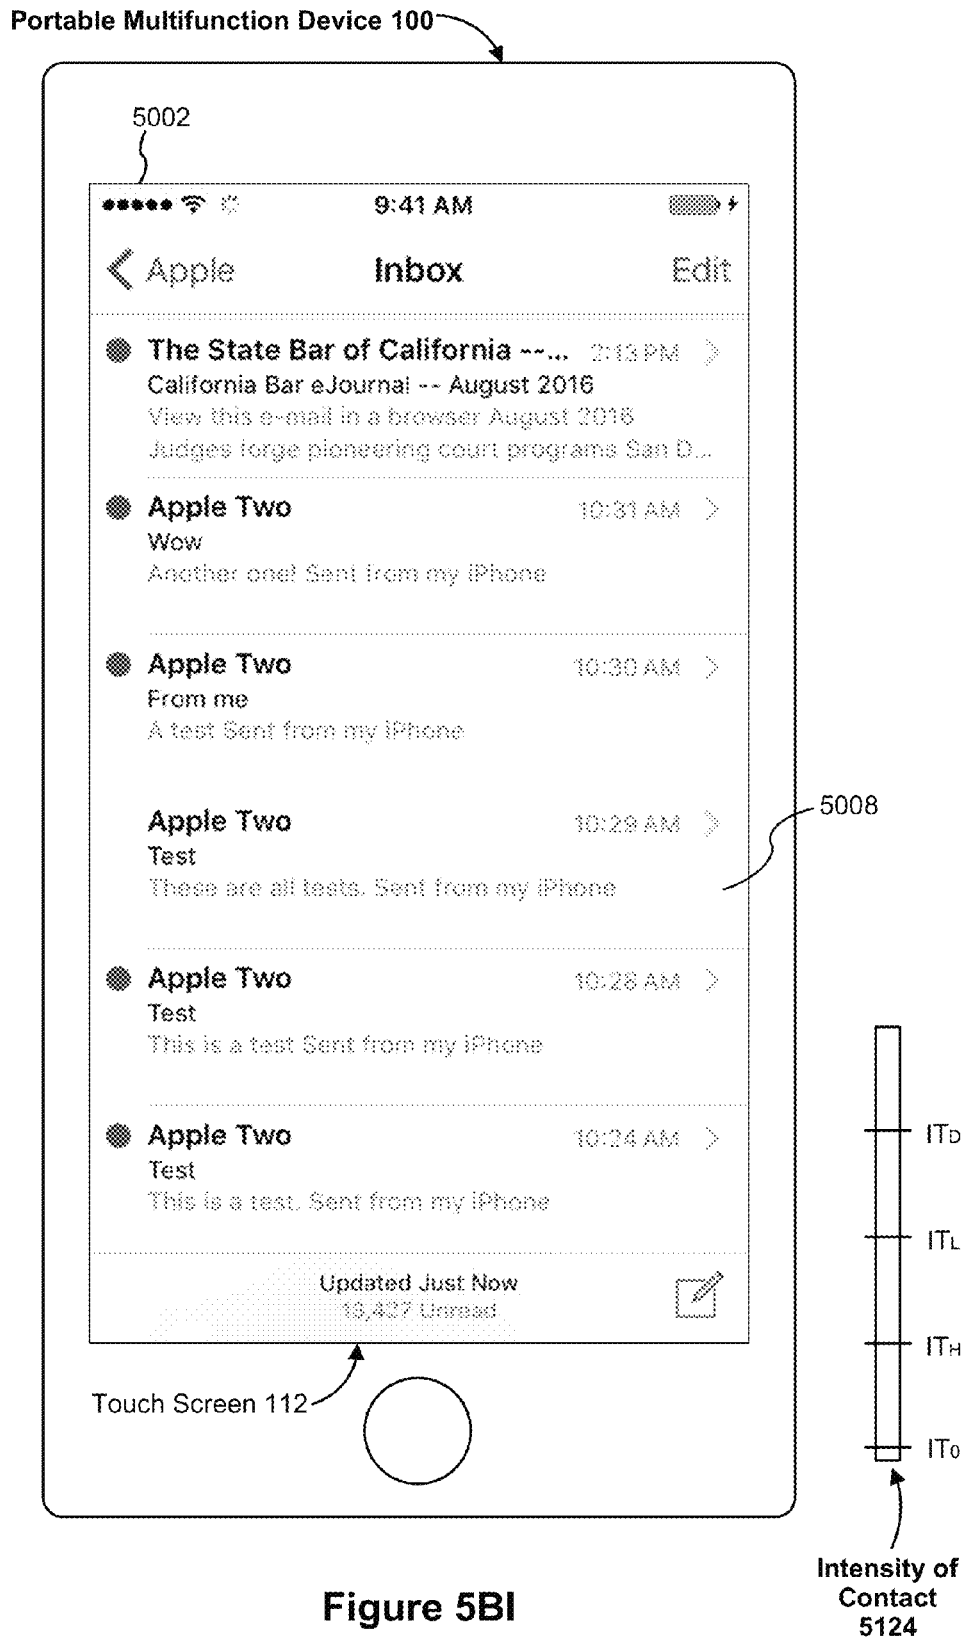 Portable Multifunction Device 100
5002
9:41 AM
Apple Inbox Edit
The State Bar of California --... 2:13 PM
California Bar eJournal -- August 2016
View this e-mail in a browser August 2016
Judges forge pioneering court programs San D...
Apple Two 10:31 AM
Wow
Another one! Sent from my iPhone
Apple Two 10:30 AM
From me
A test Sent from my iPhone
5008
Apple Two 10:29 AM
Test
These are all tests. Sent from my iPhone
Apple Two 10:28 AM
Test
This is a test Sent from my iPhone
Apple Two 10:24 AM
Test
This is a test. Sent from my iPhone
Updated Just Now
13,427 Unread
Touch Screen 112
ITD
ITL
ITH
IT0
Intensity of
Contact
5124
Figure 5BI